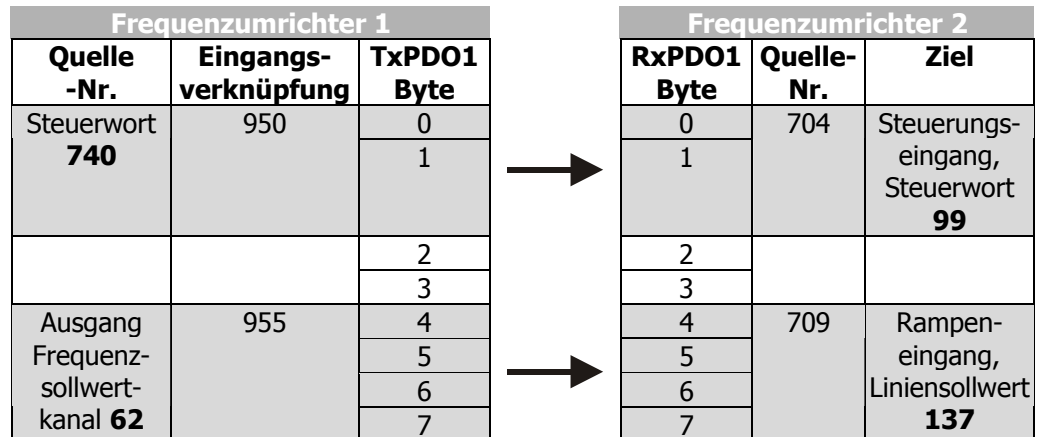 Frequenzumrichter 1 Frequenzumrichter 2
Quelle Eingangs- TxPDO1 RxPDO1 Quelle- Ziel
-Nr. verknüpfung Byte Byte Nr.
Steuerwort 950 0 0 704 Steuerungs-
740 1 1 eingang,
Steuerwort
99
2 2
3 3
Ausgang 955 4 4 709 Rampen-
Frequenz- 5 5 eingang,
sollwert- 6 6 Liniensollwert
kanal 62 7 7 137